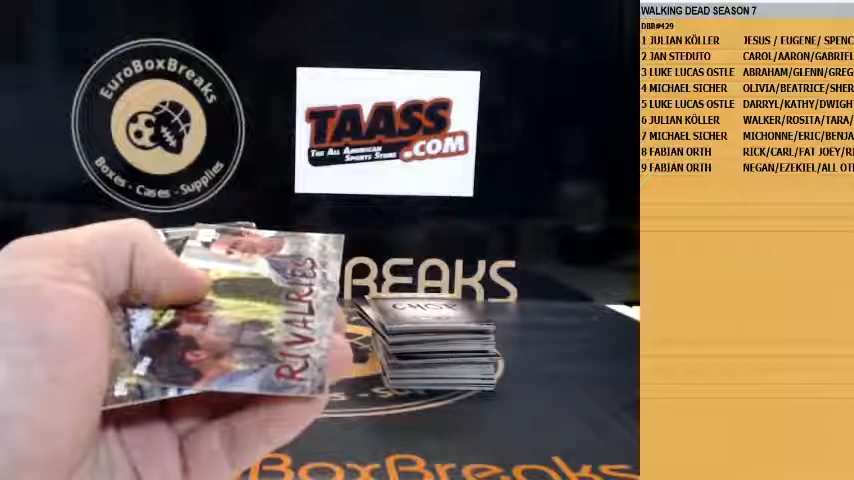 EuroBoxBreaks
Boxes - Cases - Supplies
TAASS
THE ALL AMERICAN
SPORTS STORE
.COM
RIVALRIES
BREAKS
CHOP
BoxBreaks
WALKING DEAD SEASON 7
DBB#429
1 JULIAN KÖLLER JESUS / EUGENE/ SPENC
2 JAN STEDUTO CAROL/AARON/GABRIEL
3 LUKE LUCAS OSTLE ABRAHAM/GLENN/GREG
4 MICHAEL SICHER OLIVIA/BEATRICE/SHER
5 LUKE LUCAS OSTLE DARRYL/KATHY/DWIGH
6 JULIAN KÖLLER WALKER/ROSITA/TARA/
7 MICHAEL SICHER MICHONNE/ERIC/BENJA
8 FABIAN ORTH RICK/CARL/FAT JOEY/RI
9 FABIAN ORTH NEGAN/EZEKIEL/ALL OT